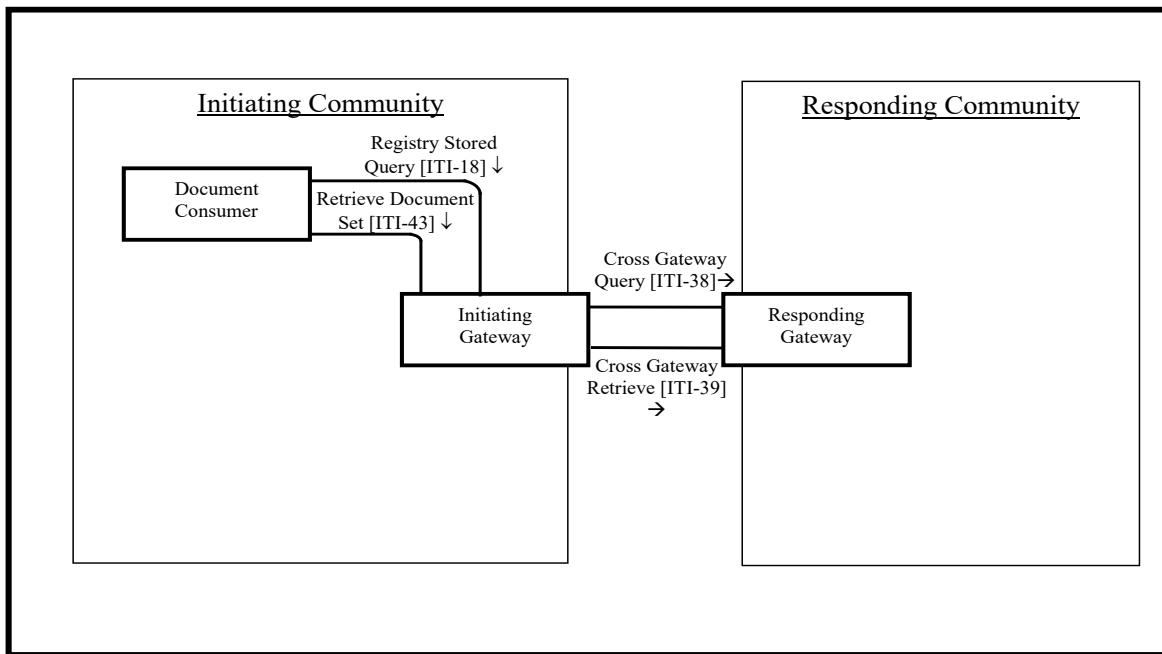 Initiating Community
Responding Community
Registry Stored
Query [ITI-18] ↓
Document
Consumer
Retrieve Document
Set [ITI-43] ↓
Cross Gateway
Query [ITI-38]→
Initiating
Gateway
Responding
Gateway
Cross Gateway
Retrieve [ITI-39]
→